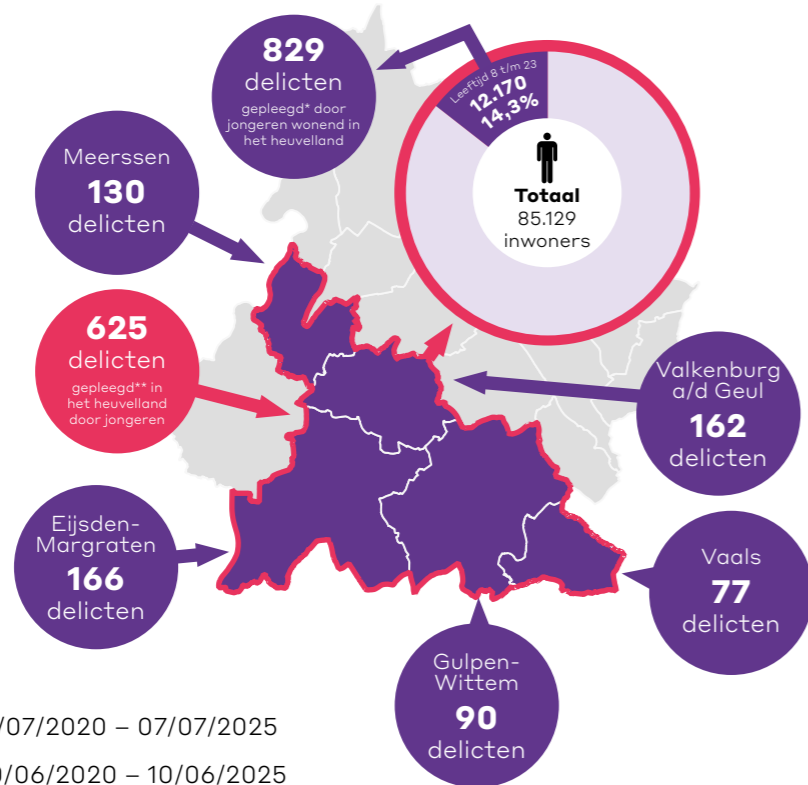 829
delicten
gepleegd* door
jongeren wonend in
het heuvelland
Leeftijd 8 t/m 23
12.170
14,3%
Totaal
85.129
inwoners
Meerssen
130
delicten
625
delicten
gepleegd** in
het heuvelland
door jongeren
Valkenburg
a/d Geul
162
delicten
Eijsden-
Margraten
166
delicten
Vaals
77
delicten
Gulpen-
Wittem
90
delicten
/07/2020 – 07/07/2025
/06/2020 – 10/06/2025